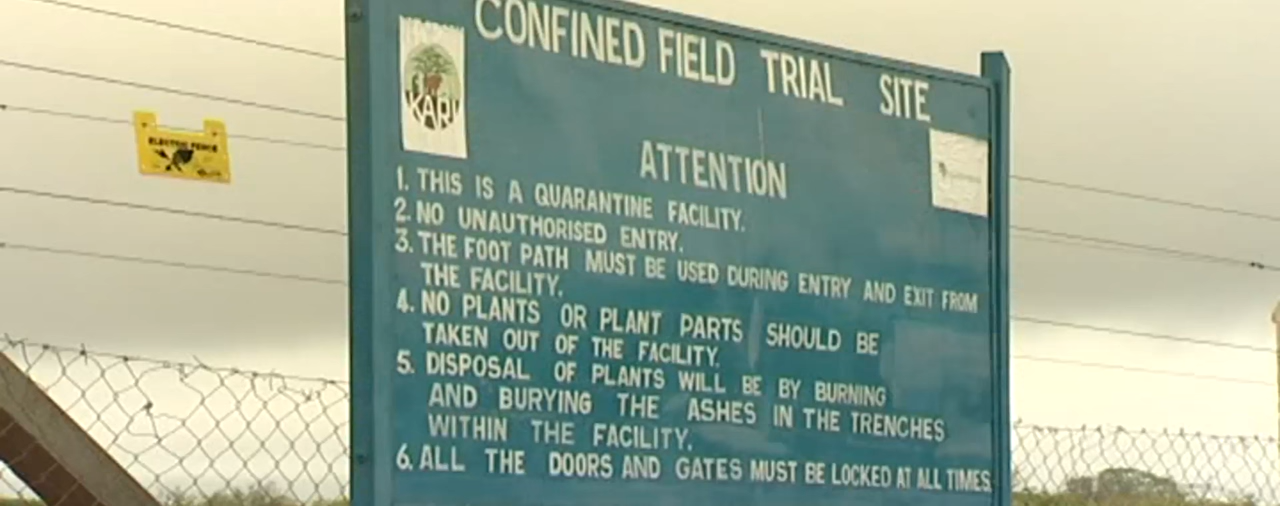 CONFINED FIELD TRIAL SITE
KARI
ELECTRIC FENCE
ATTENTION
1. THIS IS A QUARANTINE FACILITY.
2. NO UNAUTHORISED ENTRY.
3. THE FOOT PATH MUST BE USED DURING ENTRY AND EXIT FROM
THE FACILITY.
4. NO PLANTS OR PLANT PARTS SHOULD BE
TAKEN OUT OF THE FACILITY.
5. DISPOSAL OF PLANTS WILL BE BY BURNING
AND BURYING THE ASHES IN THE TRENCHES
WITHIN THE FACILITY.
6. ALL THE DOORS AND GATES MUST BE LOCKED AT ALL TIMES